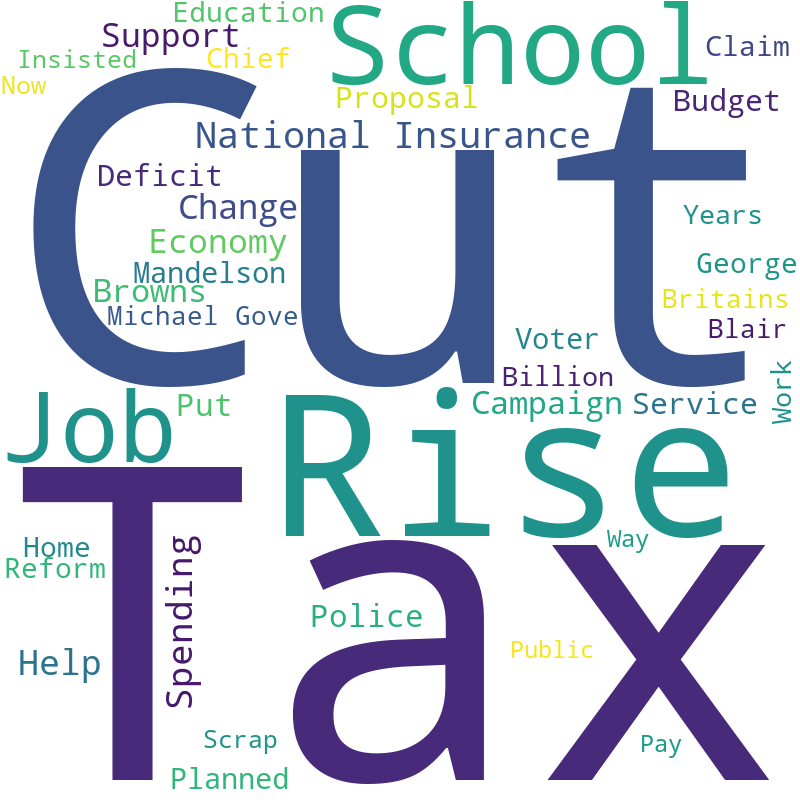 Education
School
Support
Claim
Insisted
Chief
Now
Proposal
Budget
Cut
National Insurance
Deficit
Change
Years
Economy
George
Mandelson
Browns
Britains
Michael Gove
Blair
Voter
Billion
Work
Job
Put
Campaign
Service
Rise
Tax
Home
Way
Reform
Spending
Police
Public
Help
Scrap
Pay
Planned